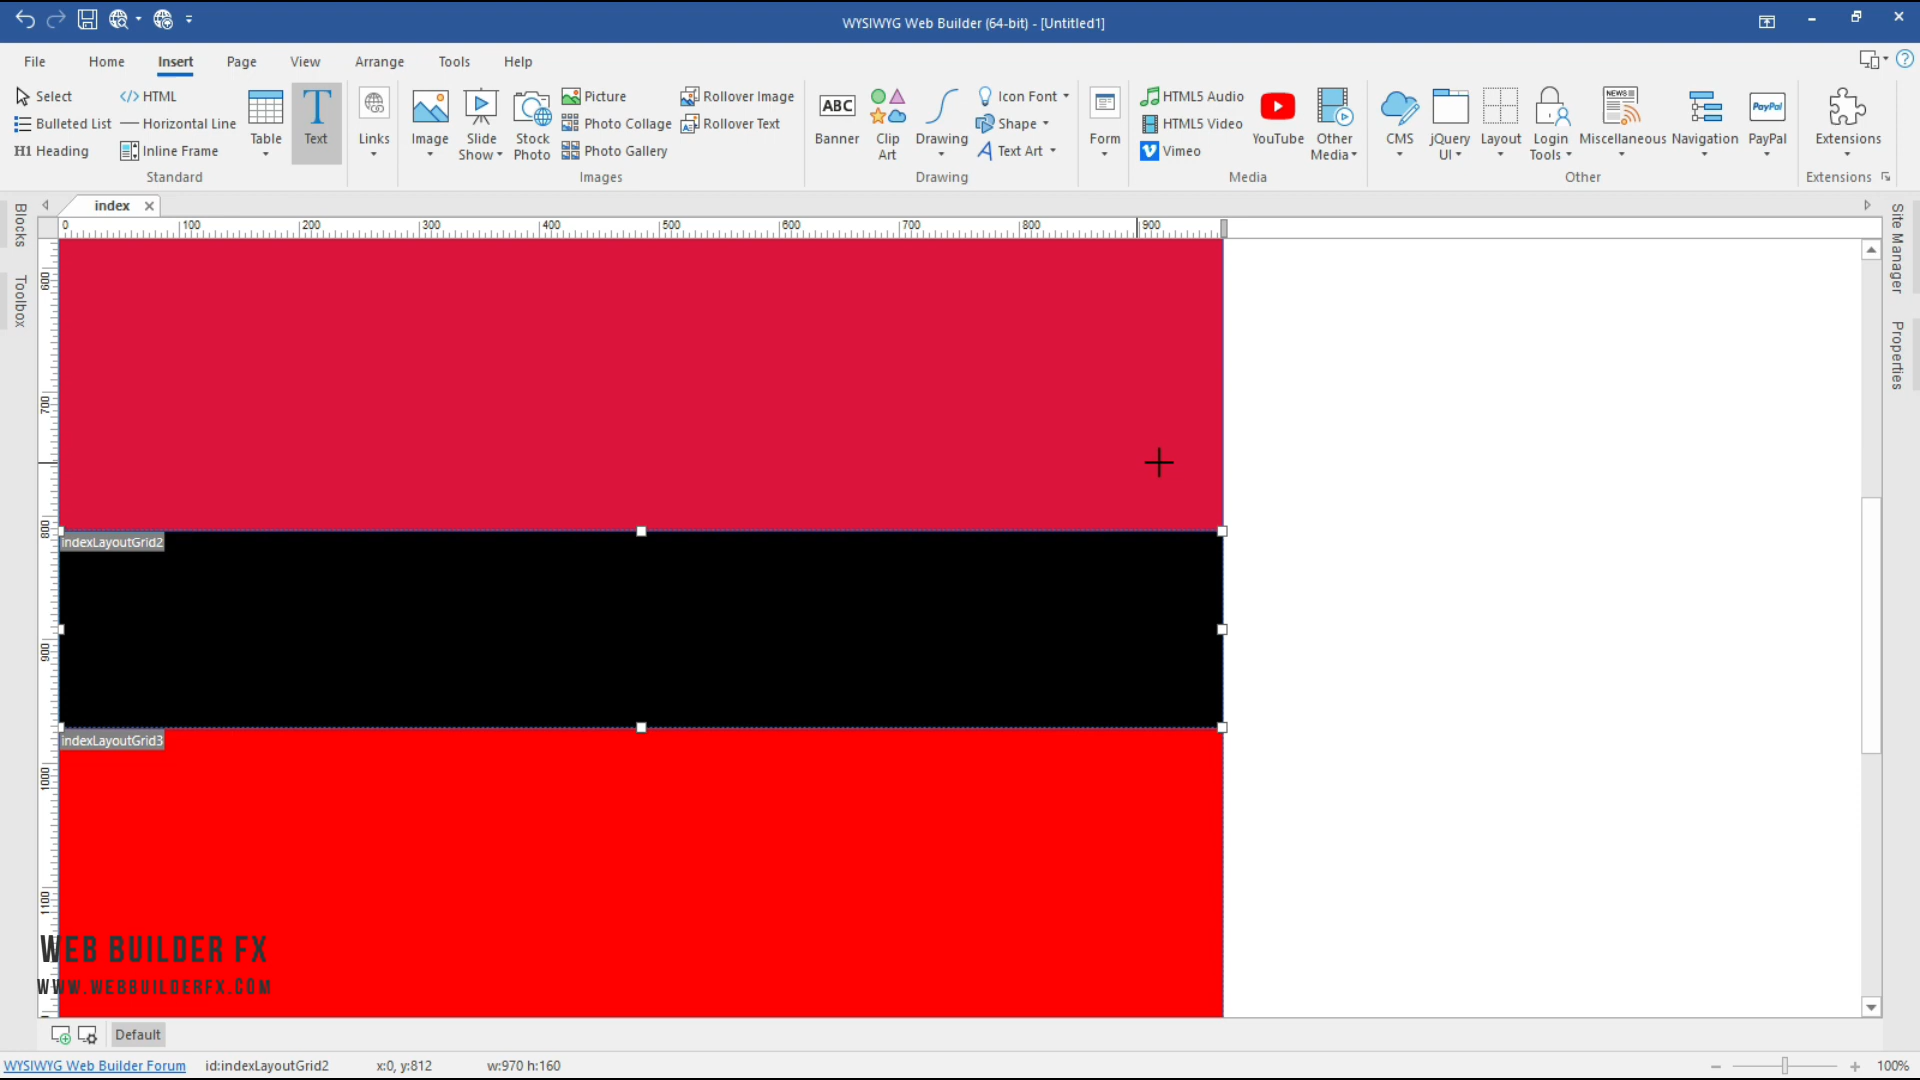 WYSIWYG Web Builder (64-bit) - [Untitled1]
File Home Insert Page View Arrange Tools Help
Select
Bulleted List
H1 Heading
</> HTML
Horizontal Line
Inline Frame
Table
Text
Standard
Links
Image
Slide Show
Stock Photo
Picture
Photo Collage
Photo Gallery
Rollover Image
Rollover Text
Images
ABC
Banner
Clip Art
Drawing
Icon Font
Shape
Text Art
Drawing
Form
HTML5 Audio
HTML5 Video
Vimeo
YouTube
Other Media
Media
CMS
jQuery UI
Layout
Login Tools
NEWS
Miscellaneous
Navigation
PayPal
PayPal
Other
Extensions
Extensions
Blocks
Toolbox
index
Site Manager
Properties
0 100 200 300 400 500 600 700 800 900
600
700
800
900
1000
1100
indexLayoutGrid2
indexLayoutGrid3
WEB BUILDER FX
WWW.WEBBUILDERFX.COM
Default
WYSIWYG Web Builder Forum id:indexLayoutGrid2 x:0, y:812 w:970 h:160 100%